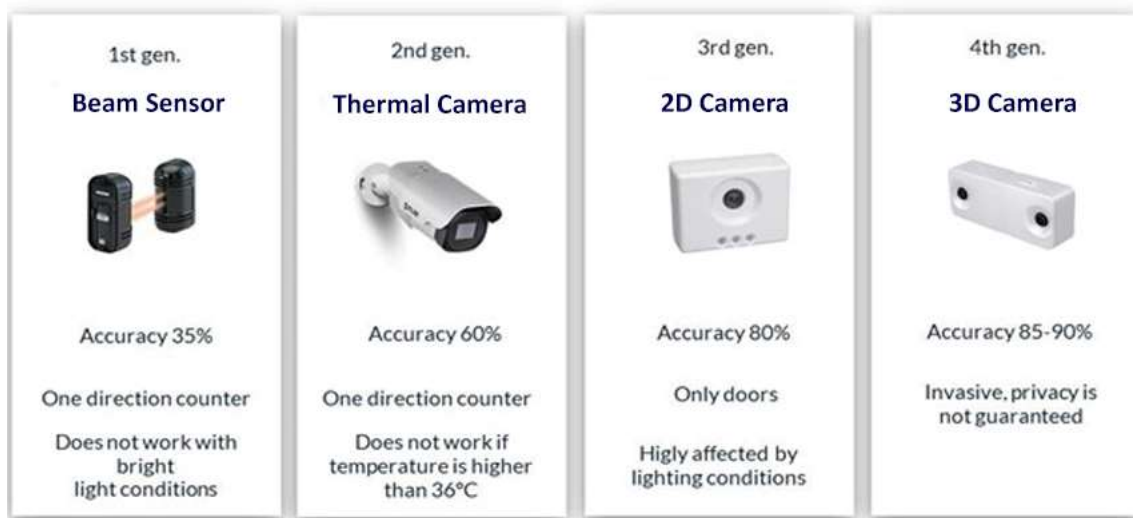 1st gen.
Beam Sensor
Accuracy 35%
One direction counter
Does not work with
bright
light conditions
2nd gen.
Thermal Camera
Accuracy 60%
One direction counter
Does not work if
temperature is higher
than 36°C
3rd gen.
2D Camera
Accuracy 80%
Only doors
Higly affected by
lighting conditions
4th gen.
3D Camera
Accuracy 85-90%
Invasive, privacy is
not guaranteed